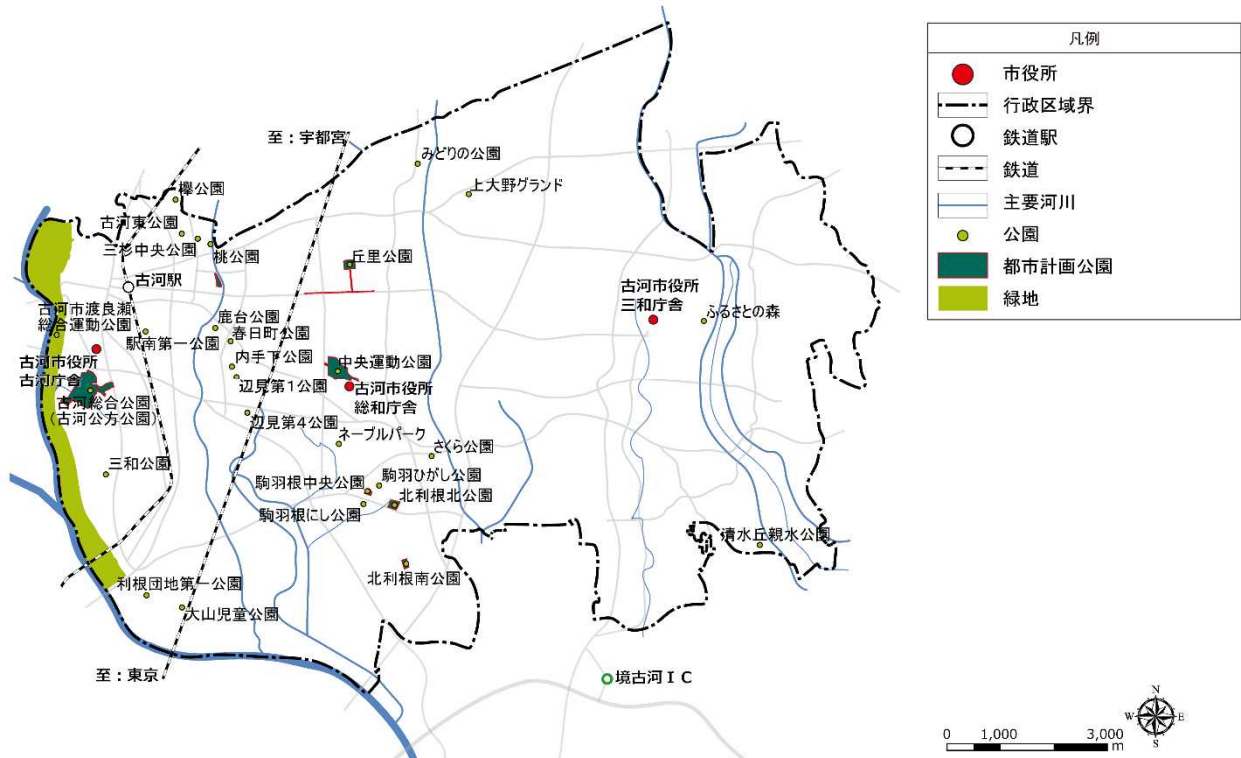 凡例
市役所
行政区域界
鉄道駅
鉄道
主要河川
公園
都市計画公園
緑地
至：宇都宮
みどりの公園
上大野グランド
欅公園
古河東公園
三杉中央公園
桃公園
丘里公園
古河駅
古河市役所
三和庁舎
ふるさとの森
古河市渡良瀬
総合運動公園
鹿台公園
駅南第一公園
春日町公園
古河市役所
古河庁舎
内手下公園
中央運動公園
辺見第１公園
古河市役所
総和庁舎
古河総合公園
（古河公方公園）
辺見第４公園
ネーブルパーク
さくら公園
三和公園
駒羽根中央公園
駒羽ひがし公園
北利根北公園
駒羽根にし公園
清水丘親水公園
北利根南公園
利根団地第一公園
大山児童公園
至：東京
境古河ＩＣ
N
W
E
S
0 1,000 3,000
m